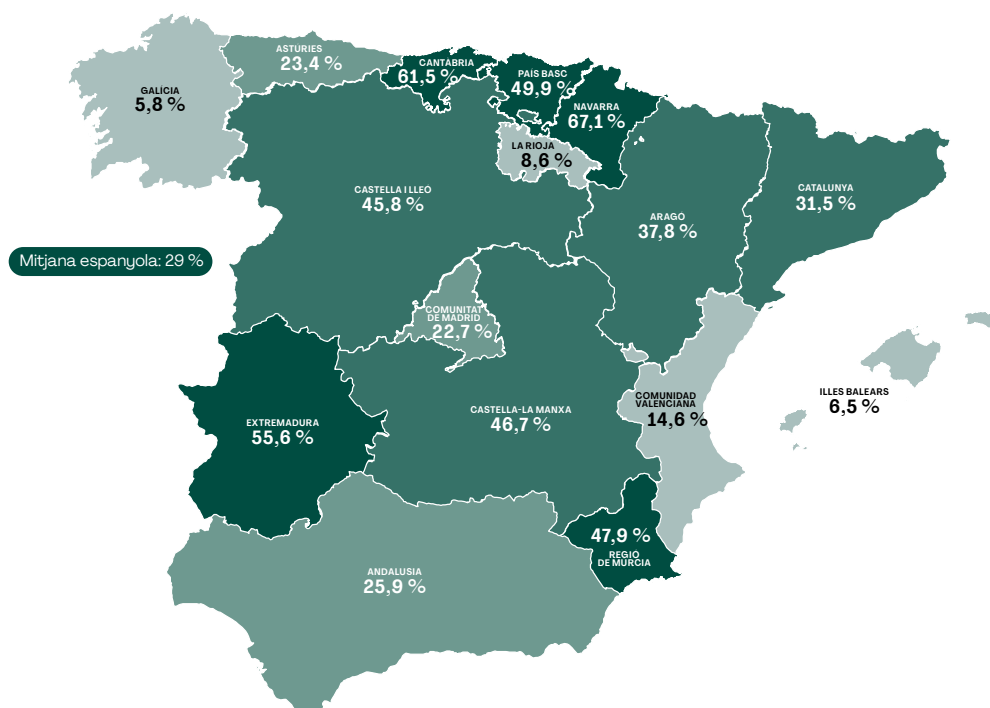 ASTURIES
23,4 %
CANTÀBRIA
61,5 %
PAÍS BASC
49,9 %
GALÍCIA
5,8 %
NAVARRA
67,1 %
LA RIOJA
8,6 %
CASTELLA I LLEÓ
45,8 %
CATALUNYA
31,5 %
ARAGÓ
37,8 %
Mitjana espanyola: 29 %
COMUNITAT
DE MADRID
22,7 %
ILLES BALEARS
6,5 %
COMUNIDAD
VALENCIANA
14,6 %
CASTELLA-LA MANXA
46,7 %
EXTREMADURA
55,6 %
47,9 %
REGIÓ
DE MÚRCIA
ANDALUSIA
25,9 %